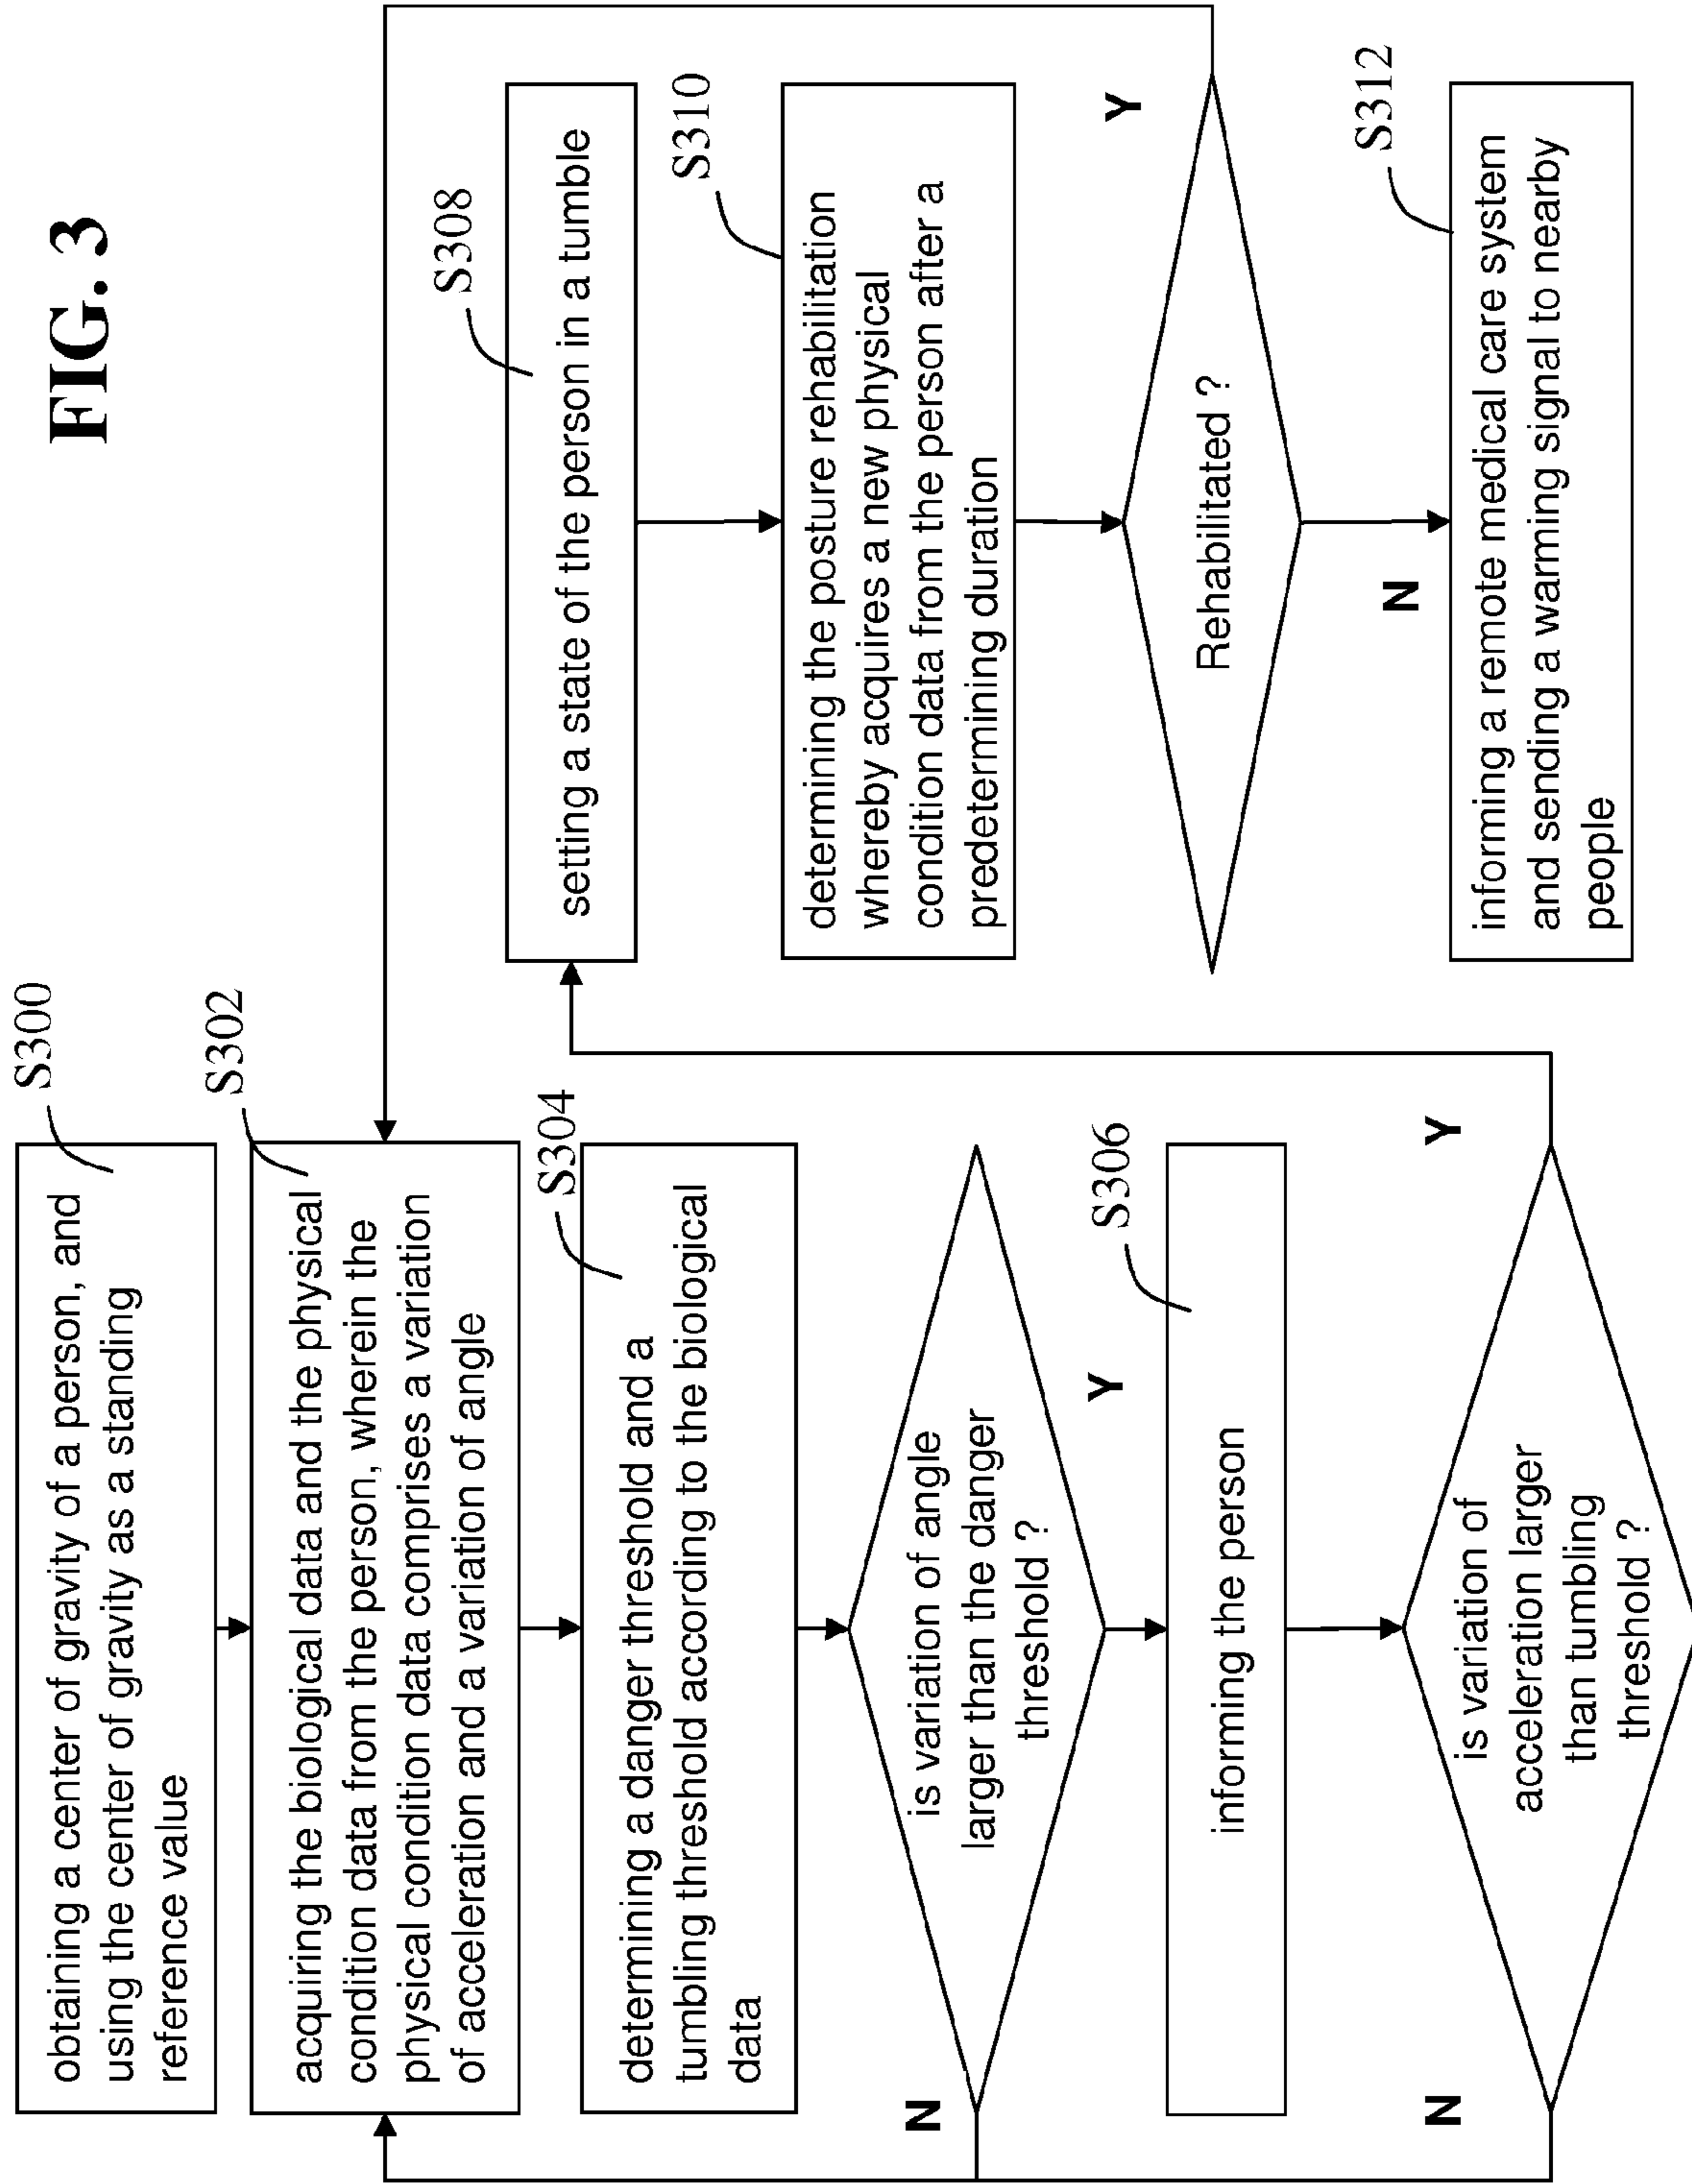 FIG. 3
S300
obtaining a center of gravity of a person, and
using the center of gravity as a standing
reference value
S302
acquiring the biological data and the physical
condition data from the person, wherein the
physical condition data comprises a variation
of acceleration and a variation of angle
S304
determining a danger threshold and a
tumbling threshold according to the biological
data
is variation of angle
larger than the danger
threshold ?
N
Y
S306
informing the person
is variation of
acceleration larger
than tumbling
threshold ?
N
Y
S308
setting a state of the person in a tumble
S310
determining the posture rehabilitation
whereby acquires a new physical
condition data from the person after a
predetermining duration
Rehabilitated ?
Y
N
S312
informing a remote medical care system
and sending a warming signal to nearby
people